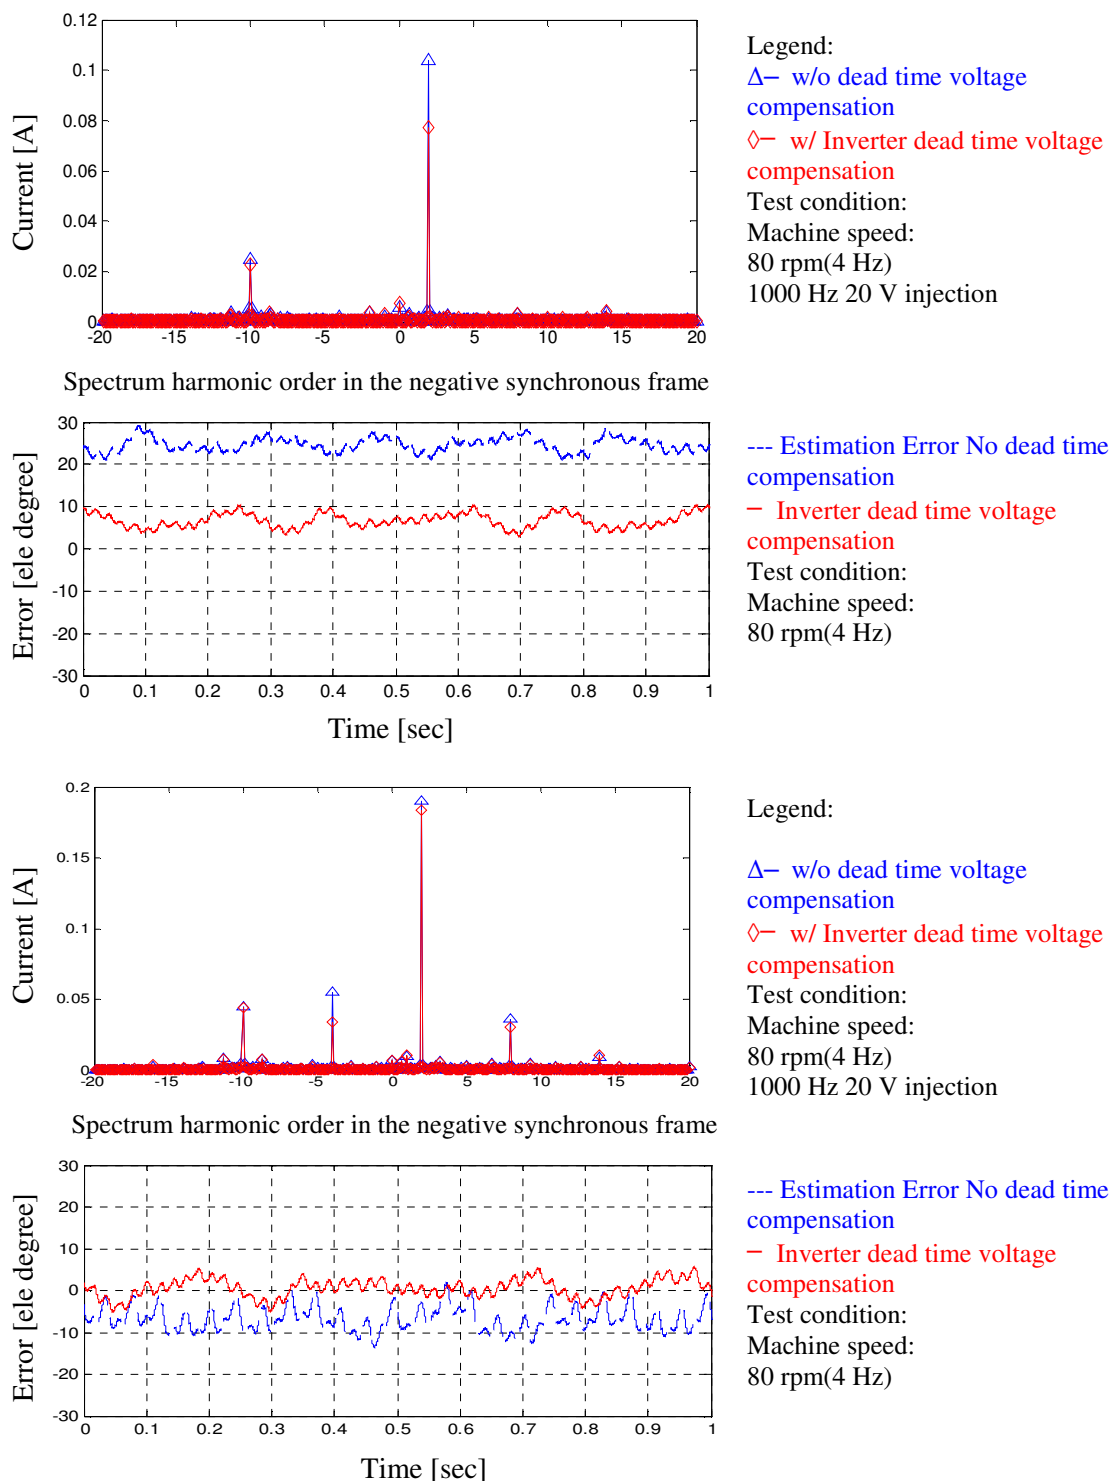 0.12
0.1
0.08
0.06
0.04
0.02
0
Current [A]
-20 -15 -10 -5 0 5 10 15 20
Spectrum harmonic order in the negative synchronous frame
Legend:
Δ– w/o dead time voltage
compensation
◊– w/ Inverter dead time voltage
compensation
Test condition:
Machine speed:
80 rpm(4 Hz)
1000 Hz 20 V injection
30
20
10
0
-10
-20
-30
Error [ele degree]
0 0.1 0.2 0.3 0.4 0.5 0.6 0.7 0.8 0.9 1
Time [sec]
--- Estimation Error No dead time
compensation
– Inverter dead time voltage
compensation
Test condition:
Machine speed:
80 rpm(4 Hz)
0.2
0.15
0.1
0.05
0
Current [A]
-20 -15 -10 -5 0 5 10 15 20
Spectrum harmonic order in the negative synchronous frame
Legend:
Δ– w/o dead time voltage
compensation
◊– w/ Inverter dead time voltage
compensation
Test condition:
Machine speed:
80 rpm(4 Hz)
1000 Hz 20 V injection
30
20
10
0
-10
-20
-30
Error [ele degree]
0 0.1 0.2 0.3 0.4 0.5 0.6 0.7 0.8 0.9 1
Time [sec]
--- Estimation Error No dead time
compensation
– Inverter dead time voltage
compensation
Test condition:
Machine speed:
80 rpm(4 Hz)